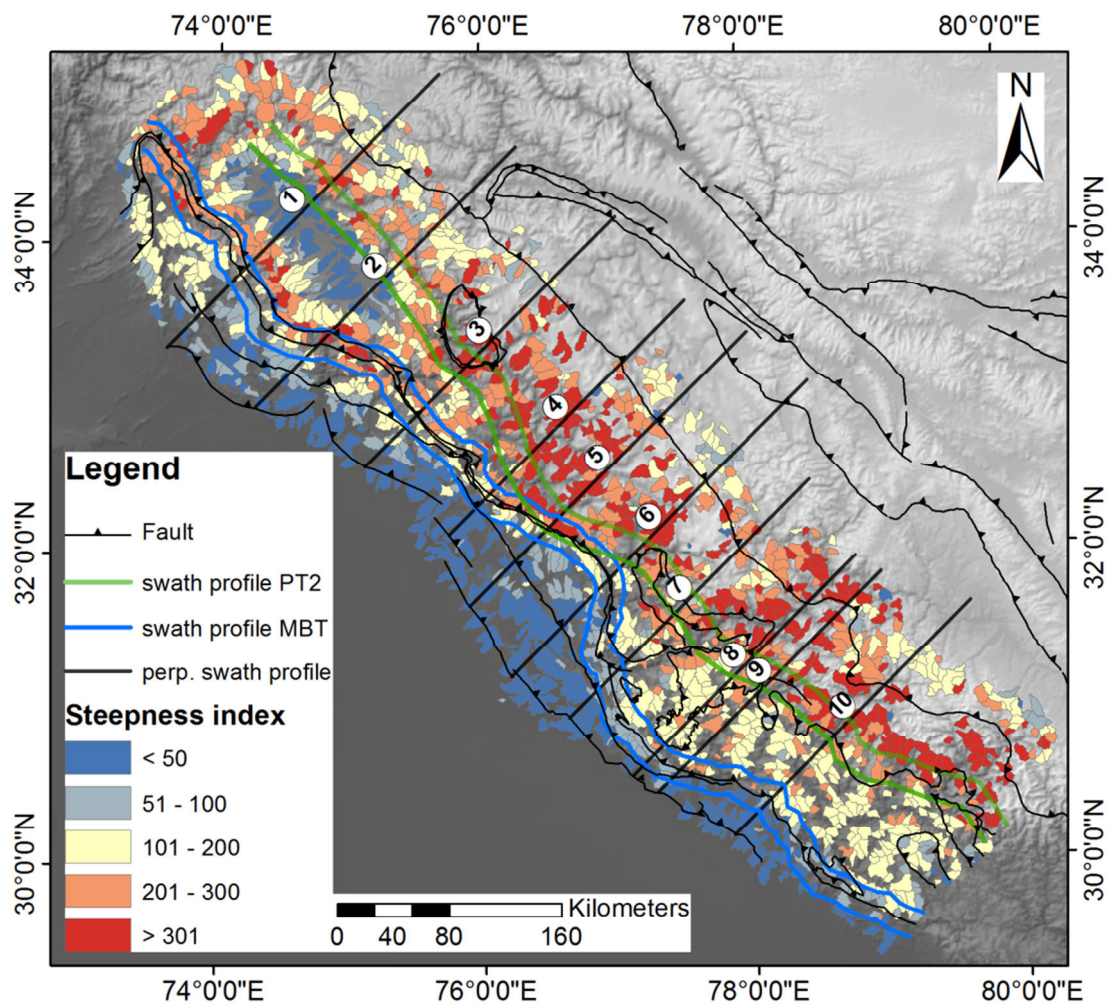 74°0'0"E 76°0'0"E 78°0'0"E 80°0'0"E
N
34°0'0"N
34°0'0"N
1
2
3
4
5
6
7
8
9
10
32°0'0"N
32°0'0"N
30°0'0"N
30°0'0"N
Legend
Fault
swath profile PT2
swath profile MBT
perp. swath profile
Steepness index
< 50
51 - 100
101 - 200
201 - 300
> 301
Kilometers
0 40 80 160
74°0'0"E 76°0'0"E 78°0'0"E 80°0'0"E